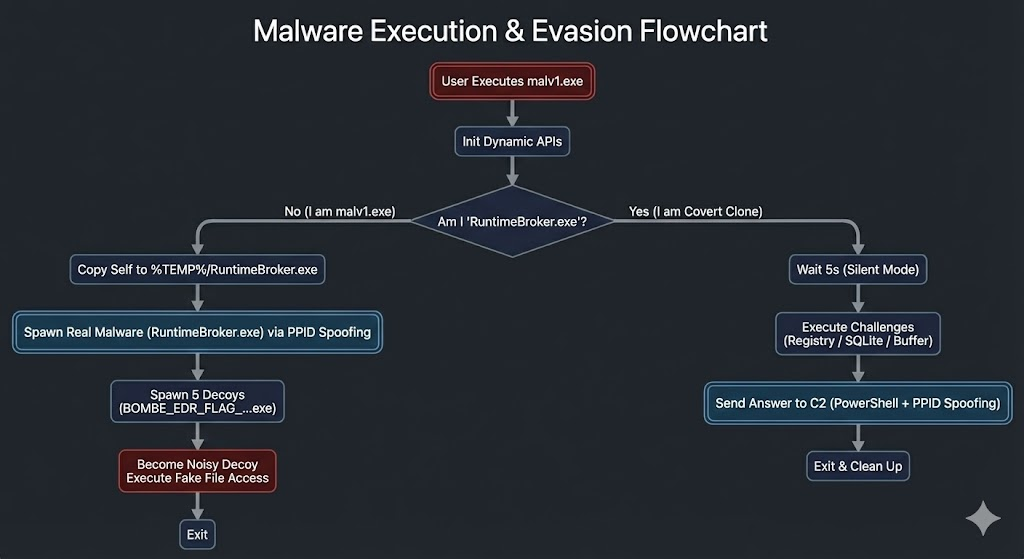 Malware Execution & Evasion Flowchart
User Executes malv1.exe
Init Dynamic APIs
Am I 'RuntimeBroker.exe'?
No (I am malv1.exe)
Yes (I am Covert Clone)
Copy Self to %TEMP%/RuntimeBroker.exe
Spawn Real Malware (RuntimeBroker.exe) via PPID Spoofing
Spawn 5 Decoys
(BOMBE_EDR_FLAG_...exe)
Become Noisy Decoy
Execute Fake File Access
Exit
Wait 5s (Silent Mode)
Execute Challenges
(Registry / SQLite / Buffer)
Send Answer to C2 (PowerShell + PPID Spoofing)
Exit & Clean Up